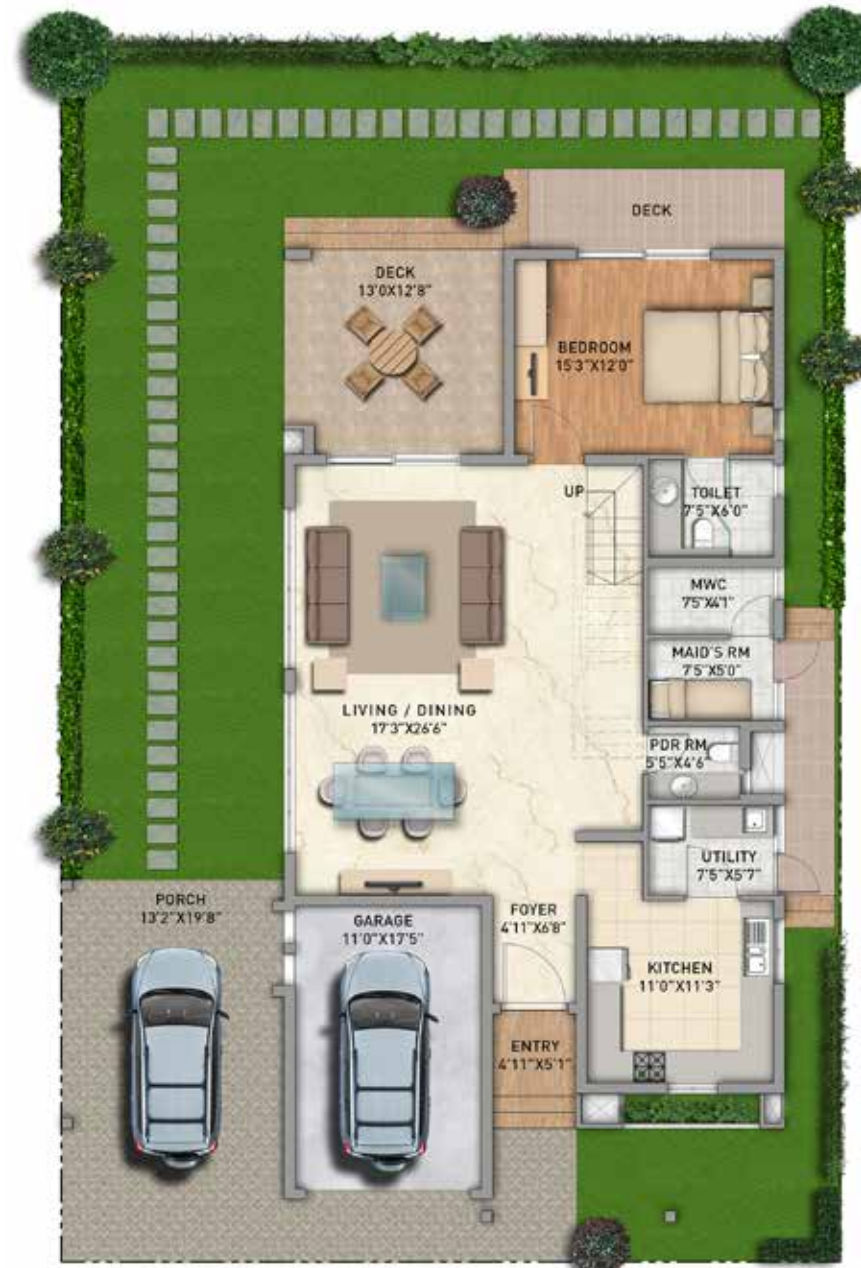 DECK
DECK
13'0X12'8"
BEDROOM
15'3"X12'0"
UP
TOILET
7'5"X6'0"
MWC
7'5"X4'1"
MAID'S RM
7'5"X5'0"
LIVING / DINING
17'3"X26'6"
PDR RM
5'5"X4'6"
UTILITY
7'5"X5'7"
PORCH
13'2"X19'8"
GARAGE
11'0"X17'5"
FOYER
4'11"X6'8"
KITCHEN
11'0"X11'3"
ENTRY
4'11"X5'1"